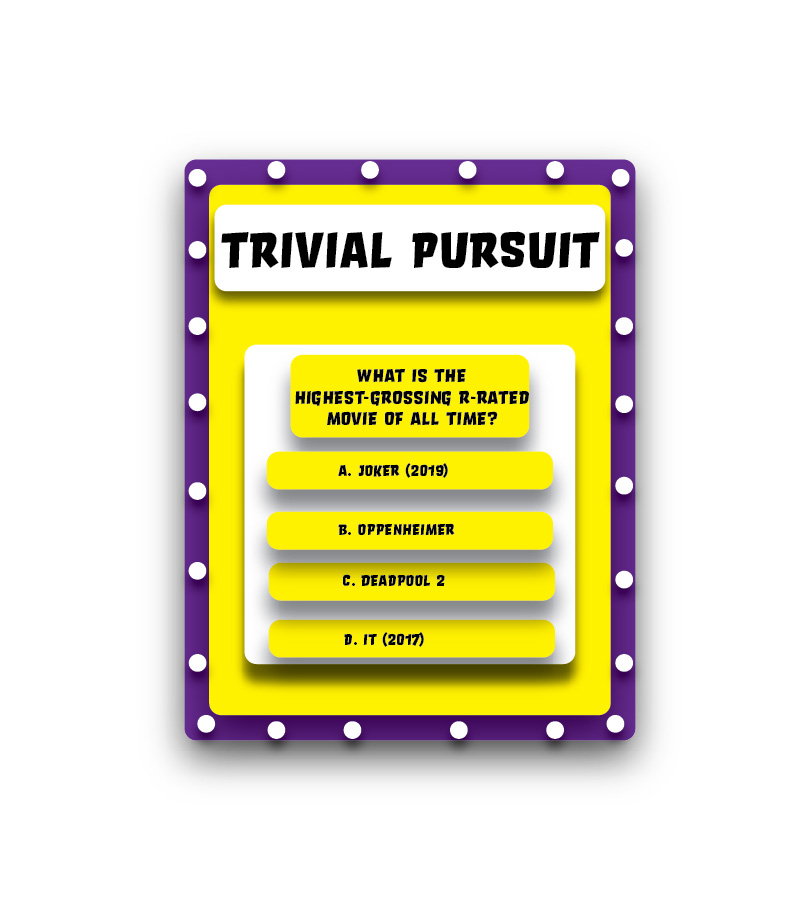 TRIVIAL PURSUIT
WHAT IS THE
HIGHEST-GROSSING R-RATED
MOVIE OF ALL TIME?
A. JOKER (2019)
B. OPPENHEIMER
C. DEADPOOL 2
D. IT (2017)